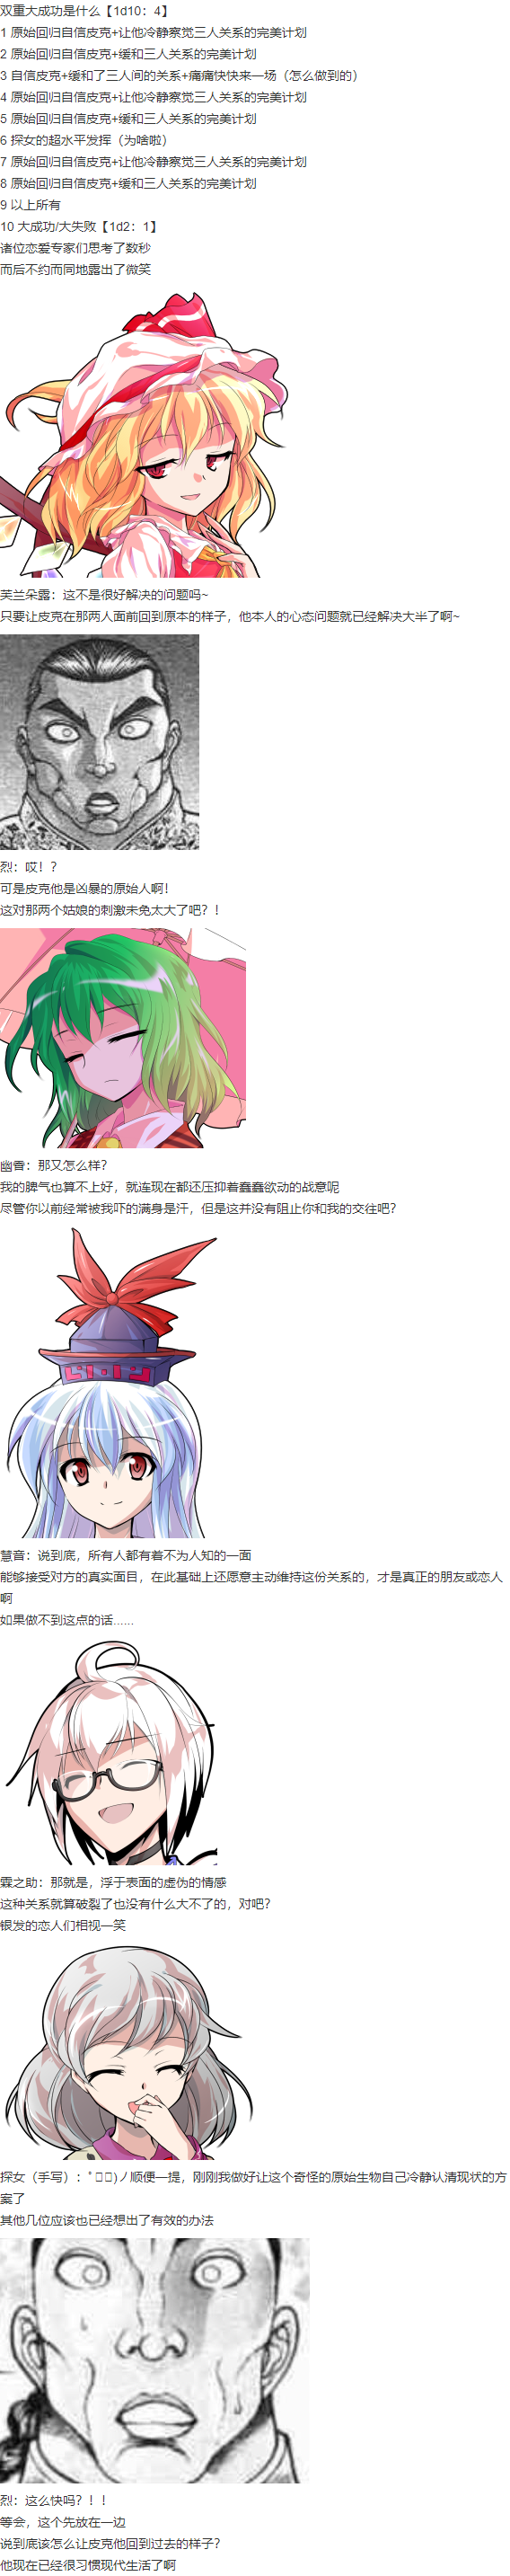 双重大成功是什么【1d10：4】
1 原始回归自信皮克+让他冷静察觉三人关系的完美计划
2 原始回归自信皮克+缓和三人关系的完美计划
3 自信皮克+缓和了三人间的关系+痛痛快快来一场（怎么做到的）
4 原始回归自信皮克+让他冷静察觉三人关系的完美计划
5 原始回归自信皮克+缓和三人关系的完美计划
6 探女的超水平发挥（为啥啦）
7 原始回归自信皮克+让他冷静察觉三人关系的完美计划
8 原始回归自信皮克+缓和三人关系的完美计划
9 以上所有
10 大成功/大失败【1d2：1】
诸位恋爱专家们思考了数秒
而后不约而同地露出了微笑
芙兰朵露：这不是很好解决的问题吗~
只要让皮克在那两人面前回到原本的样子，他本人的心态问题就已经解决大半了啊~
烈：哎！？
可是皮克他是凶暴的原始人啊！
这对那两个姑娘的刺激未免太大了吧？！
幽香：那又怎么样？
我的脾气也算不上好，就连现在都还压抑着蠢蠢欲动的战意呢
尽管你以前经常被我吓的满身是汗，但是这并没有阻止你和我的交往吧？
慧音：说到底，所有人都有着不为人知的一面
能够接受对方的真实面目，在此基础上还愿意主动维持这份关系的，才是真正的朋友或恋人
啊
如果做不到这点的话......
霖之助：那就是，浮于表面的虚伪的情感
这种关系就算破裂了也没有什么大不了的，对吧？
银发的恋人们相视一笑
探女（手写）：ﾟ)ノ顺便一提，刚刚我做好让这个奇怪的原始生物自己冷静认清现状的方
案了
其他几位应该也已经想出了有效的办法
烈：这么快吗？！！
等会，这个先放在一边
说到底该怎么让皮克他回到过去的样子？
他现在已经很习惯现代生活了啊